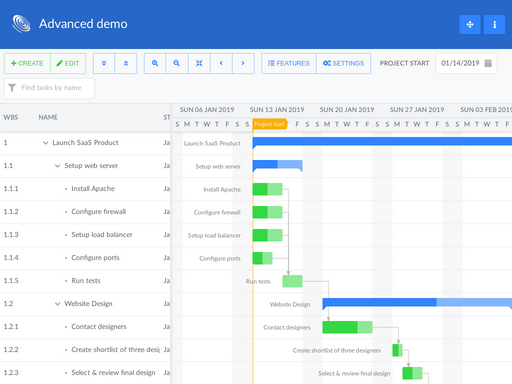 Advanced demo
CREATE EDIT FEATURES SETTINGS PROJECT START 01/14/2019
Find tasks by name
SUN 06 JAN 2019 SUN 13 JAN 2019 SUN 20 JAN 2019 SUN 27 JAN 2019 SUN 03 FEB 2019
WBS NAME ST S M T W T F S S Project start F S S M T W T F S S M T W T F S S M T W
1 Launch SaaS Product Ja Launch SaaS Product
1.1 Setup web server Ja Setup web server
1.1.1 Install Apache Ja Install Apache
1.1.2 Configure firewall Ja Configure firewall
1.1.3 Setup load balancer Ja Setup load balancer
1.1.4 Configure ports Ja Configure ports
1.1.5 Run tests Ja Run tests
1.2 Website Design Ja Website Design
1.2.1 Contact designers Ja Contact designers
1.2.2 Create shortlist of three desig Ja Create shortlist of three designers
1.2.3 Select & review final design Ja Select & review final design